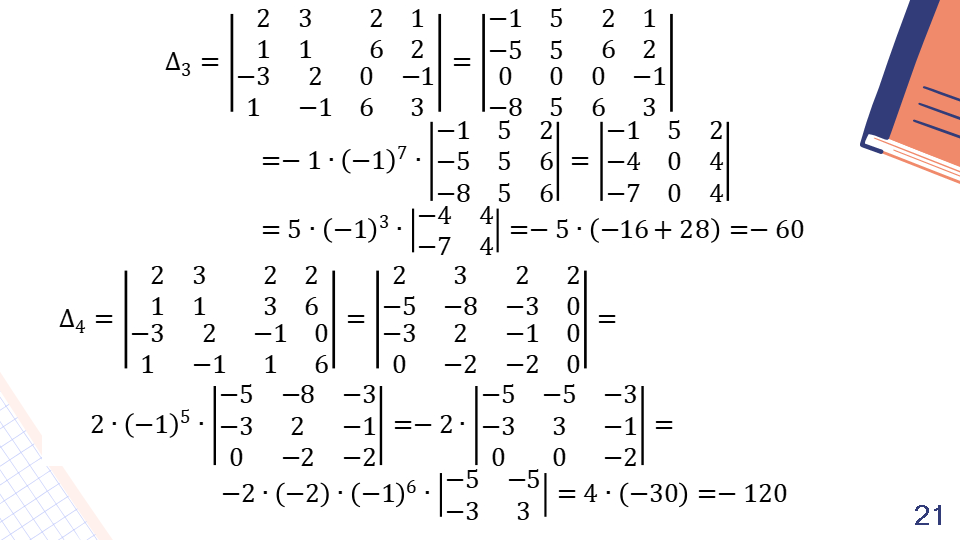 Δ₃ = |2 3 2 1| = |−1 5 2 1|
|1 1 6 2| |−5 5 6 2|
|−3 2 0 −1| |0 0 0 −1|
|1 −1 6 3| |−8 5 6 3|
=− 1 · (−1)⁷ · |−1 5 2| = |−1 5 2|
|−5 5 6| |−4 0 4|
|−8 5 6| |−7 0 4|
= 5 · (−1)³ · |−4 4| =− 5 · (−16 + 28) =− 60
|−7 4|
Δ₄ = |2 3 2 2| = |2 3 2 2| =
|1 1 3 6| |−5 −8 −3 0|
|−3 2 −1 0| |−3 2 −1 0|
|1 −1 1 6| |0 −2 −2 0|
2 · (−1)⁵ · |−5 −8 −3| =− 2 · |−5 −5 −3| =
|−3 2 −1| |−3 3 −1|
|0 −2 −2| |0 0 −2|
−2 · (−2) · (−1)⁶ · |−5 −5| = 4 · (−30) =− 120
|−3 3|
21